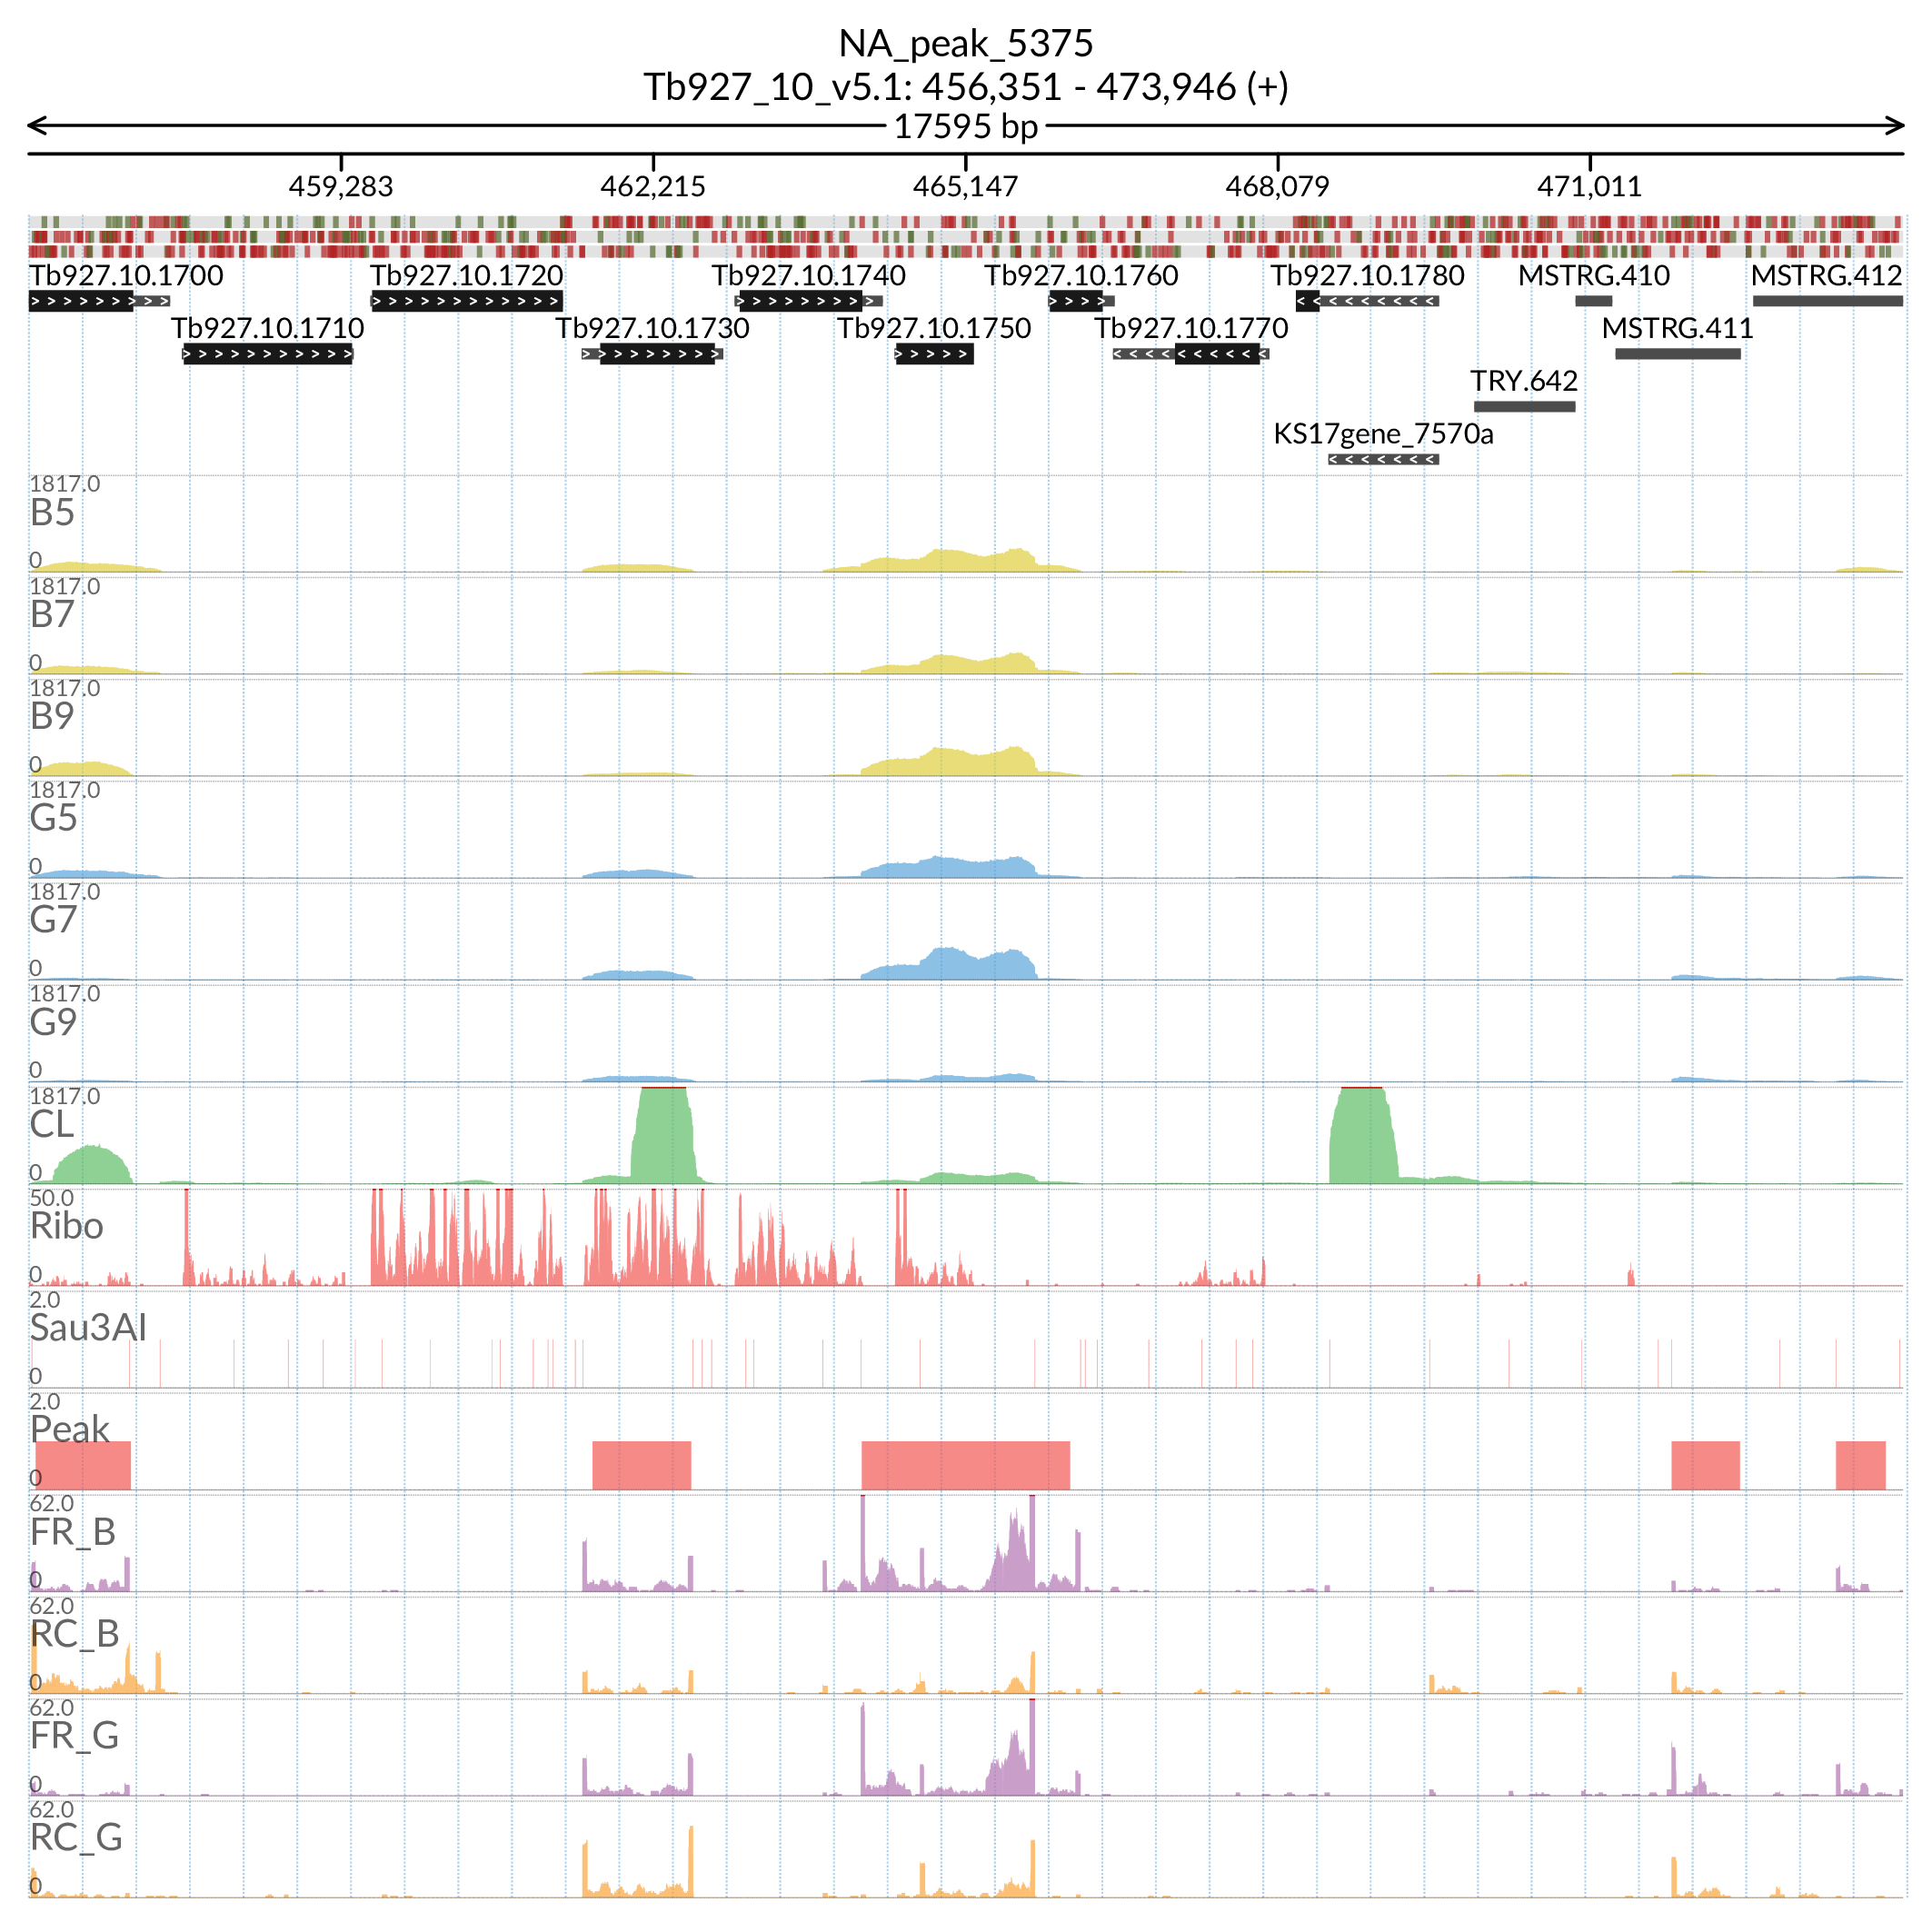 NA_peak_5375
Tb927_10_v5.1: 456,351 - 473,946 (+)
17595 bp
459,283 462,215 465,147 468,079 471,011
Tb927.10.1700 Tb927.10.1720 Tb927.10.1740 Tb927.10.1760 Tb927.10.1780 MSTRG.410 MSTRG.412
Tb927.10.1710 Tb927.10.1730 Tb927.10.1750 Tb927.10.1770 MSTRG.411
TRY.642
KS17gene_7570a
1817.0
B5
0
1817.0
B7
0
1817.0
B9
0
1817.0
G5
0
1817.0
G7
0
1817.0
G9
0
1817.0
CL
0
50.0
Ribo
0
2.0
Sau3AI
0
2.0
Peak
0
62.0
FR_B
0
62.0
RC_B
0
62.0
FR_G
0
62.0
RC_G
0